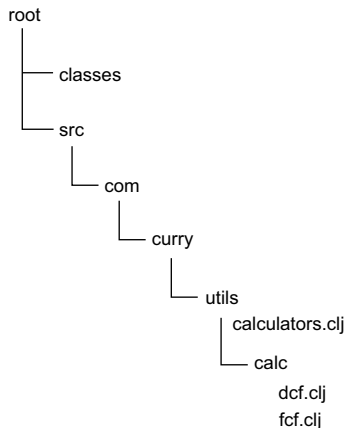 root
classes
src
com
curry
utils
calculators.clj
calc
dcf.clj
fcf.clj